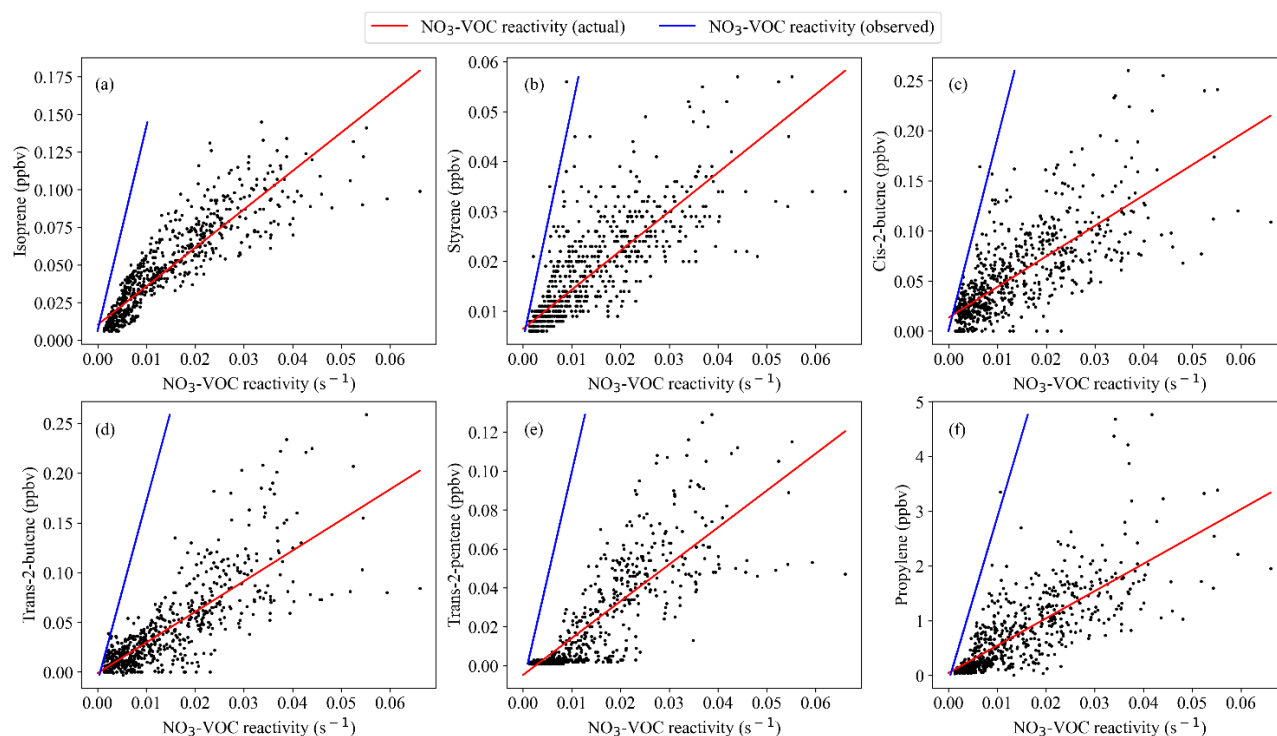 NO₃-VOC reactivity (actual) NO₃-VOC reactivity (observed)
(a)
Isoprene (ppbv)
0.175
0.150
0.125
0.100
0.075
0.050
0.025
0.000
0.00 0.01 0.02 0.03 0.04 0.05 0.06
NO₃-VOC reactivity (s⁻¹)
(b)
Styrene (ppbv)
0.06
0.05
0.04
0.03
0.02
0.01
0.00 0.01 0.02 0.03 0.04 0.05 0.06
NO₃-VOC reactivity (s⁻¹)
(c)
Cis-2-butene (ppbv)
0.25
0.20
0.15
0.10
0.05
0.00
0.00 0.01 0.02 0.03 0.04 0.05 0.06
NO₃-VOC reactivity (s⁻¹)
(d)
Trans-2-butene (ppbv)
0.25
0.20
0.15
0.10
0.05
0.00
0.00 0.01 0.02 0.03 0.04 0.05 0.06
NO₃-VOC reactivity (s⁻¹)
(e)
Trans-2-pentene (ppbv)
0.12
0.10
0.08
0.06
0.04
0.02
0.00
0.00 0.01 0.02 0.03 0.04 0.05 0.06
NO₃-VOC reactivity (s⁻¹)
(f)
Propylene (ppbv)
5
4
3
2
1
0
0.00 0.01 0.02 0.03 0.04 0.05 0.06
NO₃-VOC reactivity (s⁻¹)